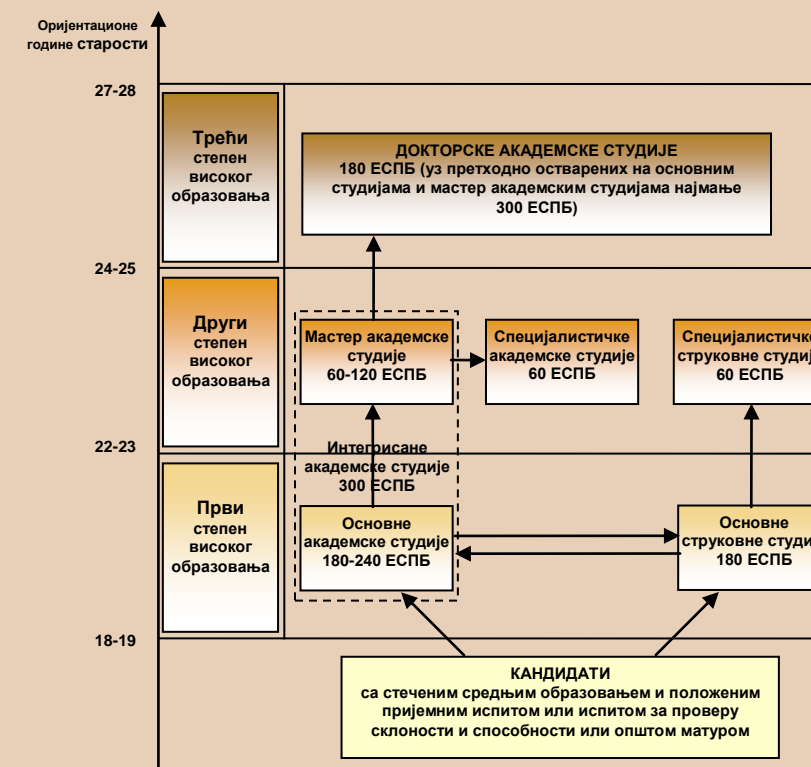 Оријентационе
године старости
27-28
Трећи
степен
високог
образовања
ДОКТОРСКЕ АКАДЕМСКЕ СТУДИЈЕ
180 ЕСПБ (уз претходно остварених на основним
студијама и мастер академским студијама најмање
300 ЕСПБ)
24-25
Други
степен
високог
образовања
Мастер академске
студије
60-120 ЕСПБ
Специјалистичке
академске студије
60 ЕСПБ
Специјалистичке
струковне студиј
60 ЕСПБ
22-23
Интегрисане
академске студије
300 ЕСПБ
Први
степен
високог
образовања
Основне
академске студије
180-240 ЕСПБ
Основне
струковне студи
180 ЕСПБ
18-19
КАНДИДАТИ
са стеченим средњим образовањем и положеним
пријемним испитом или испитом за проверу
склоности и способности или општом матуром